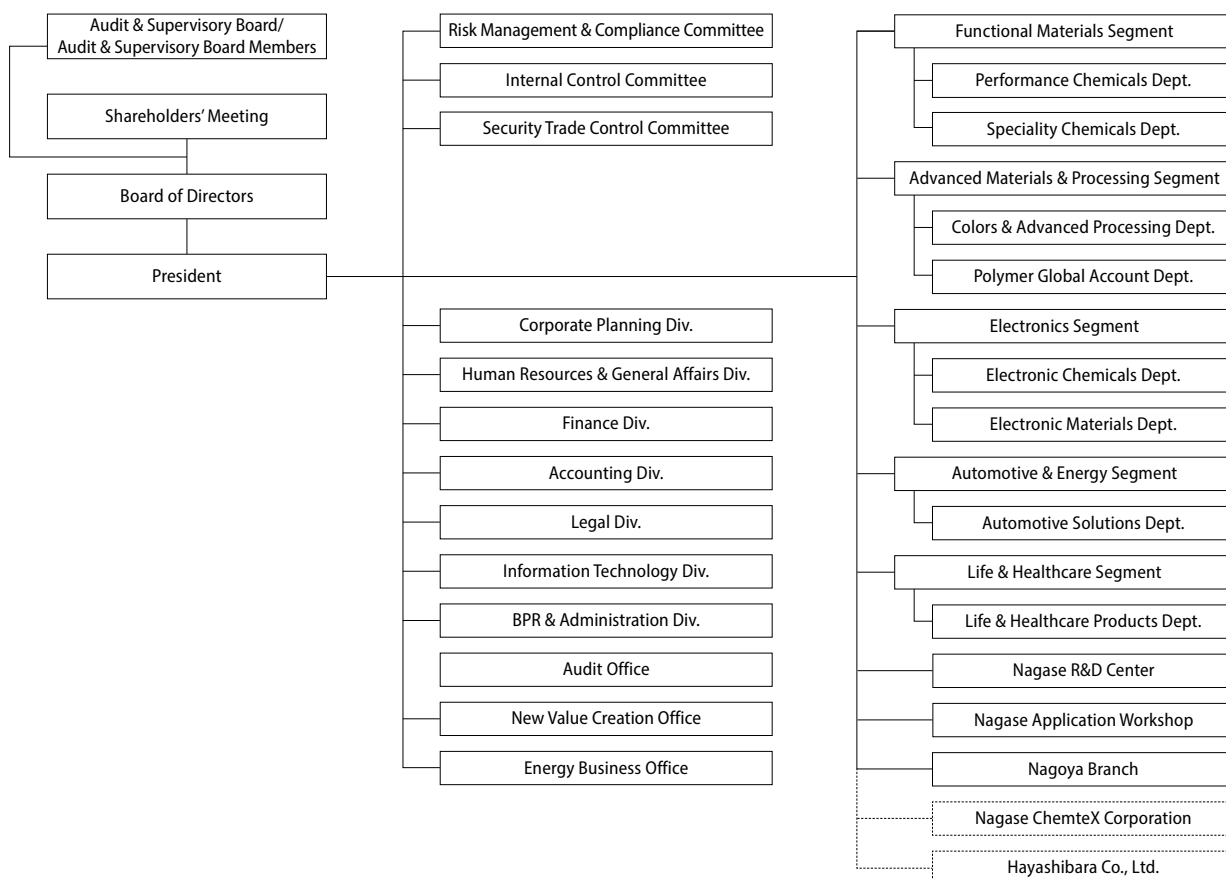 Audit & Supervisory Board/
Audit & Supervisory Board Members
Shareholders’ Meeting
Board of Directors
President
Risk Management & Compliance Committee
Internal Control Committee
Security Trade Control Committee
Corporate Planning Div.
Human Resources & General Affairs Div.
Finance Div.
Accounting Div.
Legal Div.
Information Technology Div.
BPR & Administration Div.
Audit Office
New Value Creation Office
Energy Business Office
Functional Materials Segment
Performance Chemicals Dept.
Speciality Chemicals Dept.
Advanced Materials & Processing Segment
Colors & Advanced Processing Dept.
Polymer Global Account Dept.
Electronics Segment
Electronic Chemicals Dept.
Electronic Materials Dept.
Automotive & Energy Segment
Automotive Solutions Dept.
Life & Healthcare Segment
Life & Healthcare Products Dept.
Nagase R&D Center
Nagase Application Workshop
Nagoya Branch
Nagase ChemteX Corporation
Hayashibara Co., Ltd.